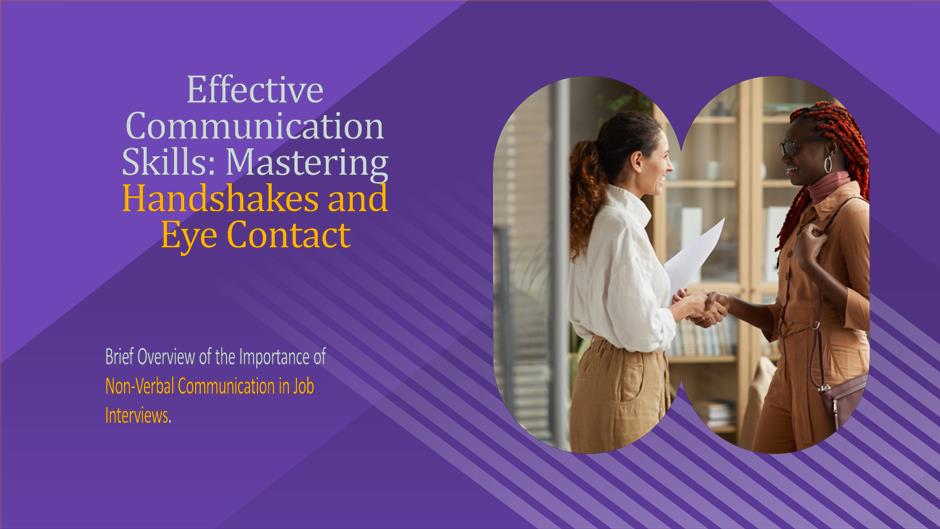 Effective
Communication
Skills: Mastering
Handshakes and
Eye Contact
Brief Overview of the Importance of
Non-Verbal Communication in Job
Interviews.